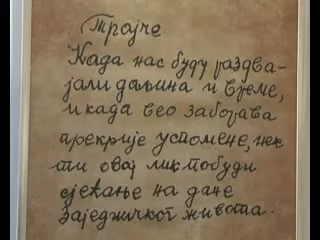 Трајче
Када нас буду раздва-
јали даљина и вјеме,
и када вео заборава
прекрије успомене, нек
ти овај лик побуди
сјећање на дане
заједничког живота.